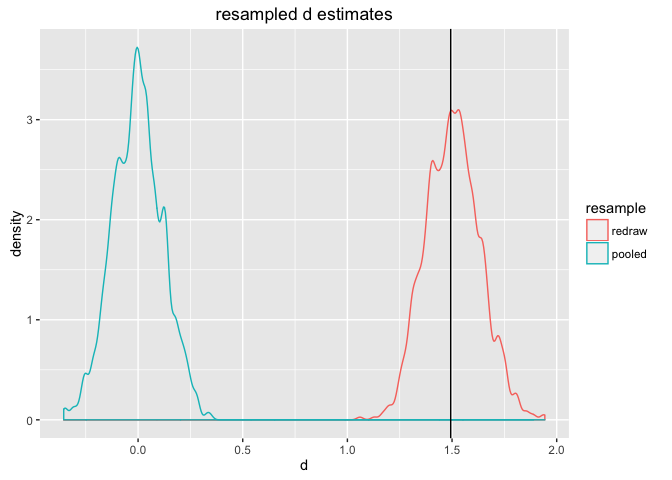 resampled d estimates
density
3
2
1
0
0.0 0.5 1.0 1.5 2.0
d
resample
redraw
pooled